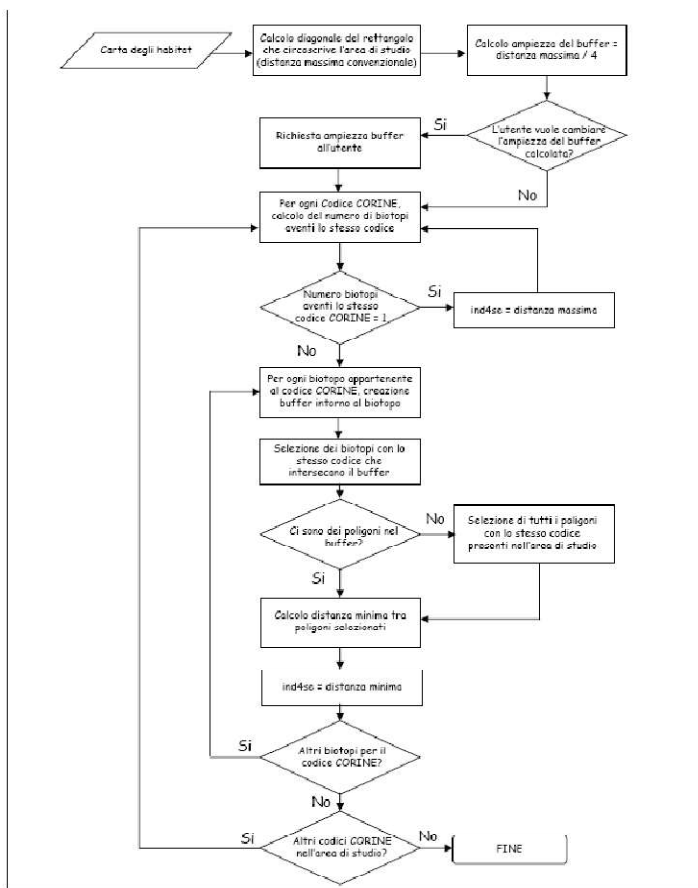 Carta degli habitat
Calcolo diagonale del rettangolo
che circoscrive l'area di studio
(distanza massima convenzionale)
Calcolo ampiezza del buffer =
distanza massima / 4
L'utente vuole cambiare
l'ampiezza del buffer
calcolata?
Si
Richiesta ampiezza buffer
all'utente
No
Per ogni Codice CORINE,
calcolo del numero di biotopi
aventi lo stesso codice
Numero biotopi
aventi lo stesso
codice CORINE = 1
Si
ind4se = distanza massima
No
Per ogni biotopo appartenente
al codice CORINE, creazione
buffer intorno al biotopo
Selezione dei biotopi con lo
stesso codice che
intersecano il buffer
Ci sono dei poligoni nel
buffer?
No
Selezione di tutti i poligoni
con lo stesso codice
presenti nell'area di studio
Si
Calcolo distanza minima tra
poligoni selezionati
ind4se = distanza minima
Altri biotopi per il
codice CORINE?
Si
No
Altri codici CORINE
nell'area di studio?
Si
No
FINE